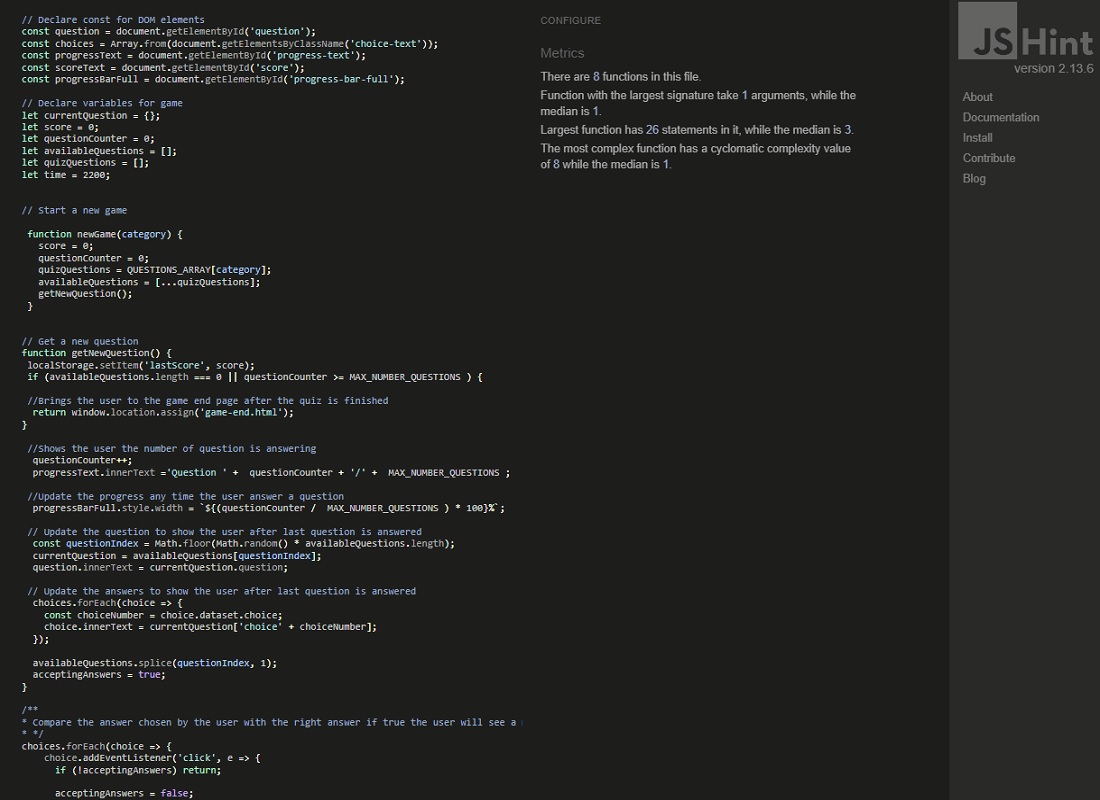 // Declare const for DOM elements
const question = document.getElementById('question');
const choices = Array.from(document.getElementsByClassName('choice-text'));
const progressText = document.getElementById('progress-text');
const scoreText = document.getElementById('score');
const progressBarFull = document.getElementById('progress-bar-full');
// Declare variables for game
let currentQuestion = {};
let score = 0;
let questionCounter = 0;
let availableQuestions = [];
let quizQuestions = [];
let time = 2200;
// Start a new game
function newGame(category) {
score = 0;
questionCounter = 0;
quizQuestions = QUESTIONS_ARRAY[category];
availableQuestions = [...quizQuestions];
getNewQuestion();
}
// Get a new question
function getNewQuestion() {
localStorage.setItem('lastScore', score);
if (availableQuestions.length === 0 || questionCounter >= MAX_NUMBER_QUESTIONS ) {
//Brings the user to the game end page after the quiz is finished
return window.location.assign('game-end.html');
}
//Shows the user the number of question is answering
questionCounter++;
progressText.innerText ='Question ' +  questionCounter + '/' +  MAX_NUMBER_QUESTIONS ;
//Update the progress any time the user answer a question
progressBarFull.style.width = `${(questionCounter /  MAX_NUMBER_QUESTIONS ) * 100}%`;
// Update the question to show the user after last question is answered
const questionIndex = Math.floor(Math.random() * availableQuestions.length);
currentQuestion = availableQuestions[questionIndex];
question.innerText = currentQuestion.question;
// Update the answers to show the user after last question is answered
choices.forEach(choice => {
const choiceNumber = choice.dataset.choice;
choice.innerText = currentQuestion['choice' + choiceNumber];
});
availableQuestions.splice(questionIndex, 1);
acceptingAnswers = true;
}
/**
* Compare the answer chosen by the user with the right answer if true the user will see a
* */
choices.forEach(choice => {
choice.addEventListener('click', e => {
if (!acceptingAnswers) return;
acceptingAnswers = false;
CONFIGURE
Metrics
There are 8 functions in this file.
Function with the largest signature take 1 arguments, while the
median is 1.
Largest function has 26 statements in it, while the median is 3.
The most complex function has a cyclomatic complexity value
of 8 while the median is 1.
JSHint
version 2.13.6
About
Documentation
Install
Contribute
Blog